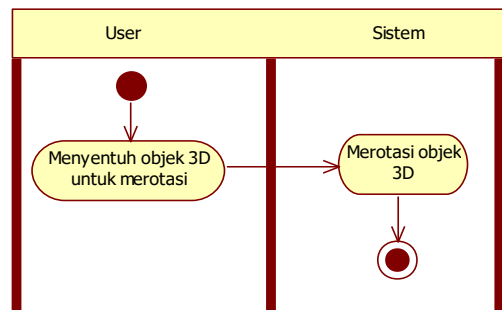 User
Sistem
Menyentuh objek 3D
untuk merotasi
Merotasi objek
3D